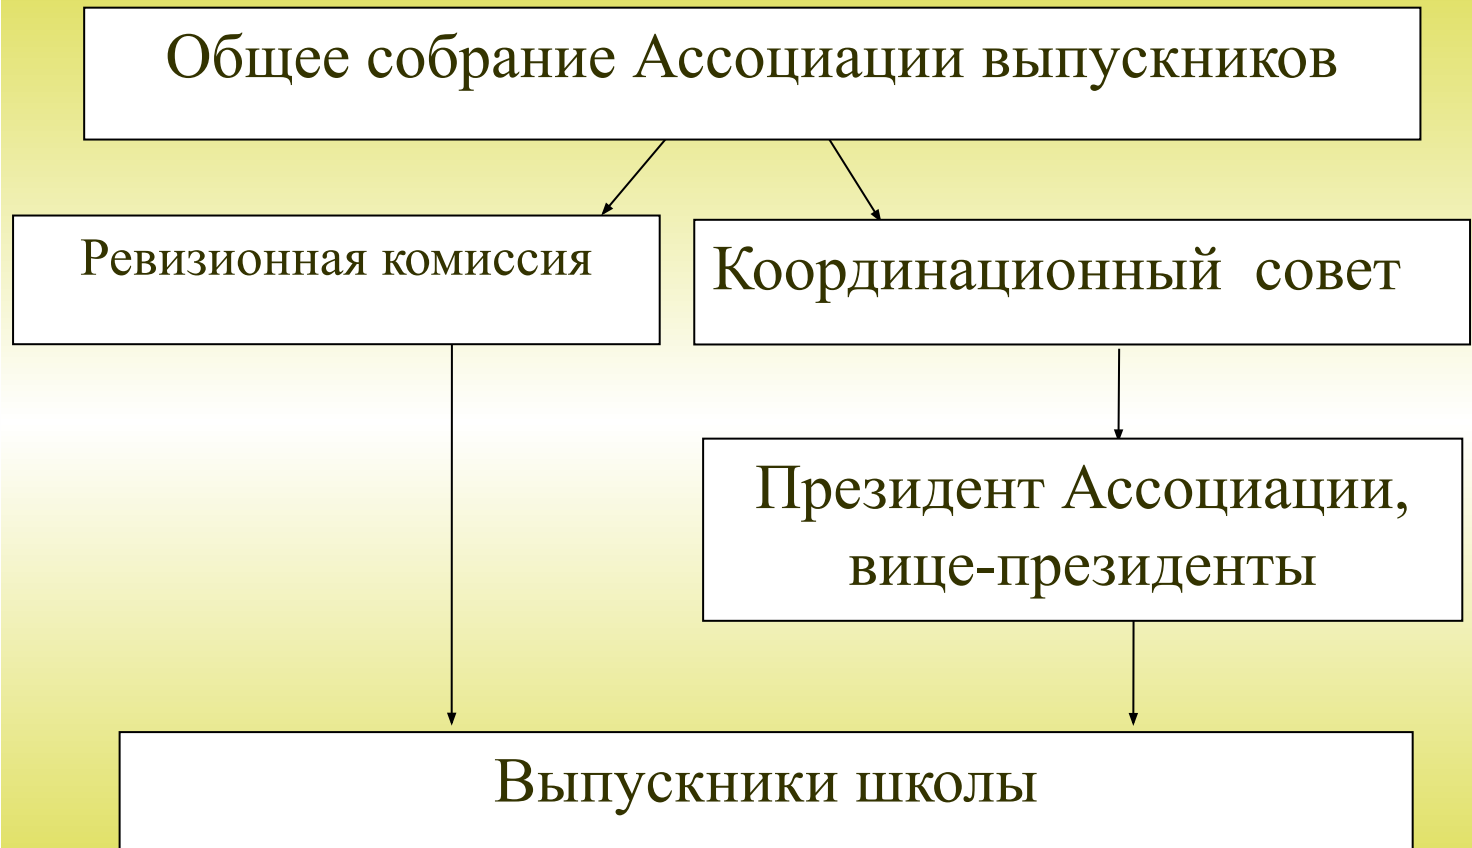 Общее собрание Ассоциации выпускников
Ревизионная комиссия
Координационный совет
Президент Ассоциации,
вице-президенты
Выпускники школы